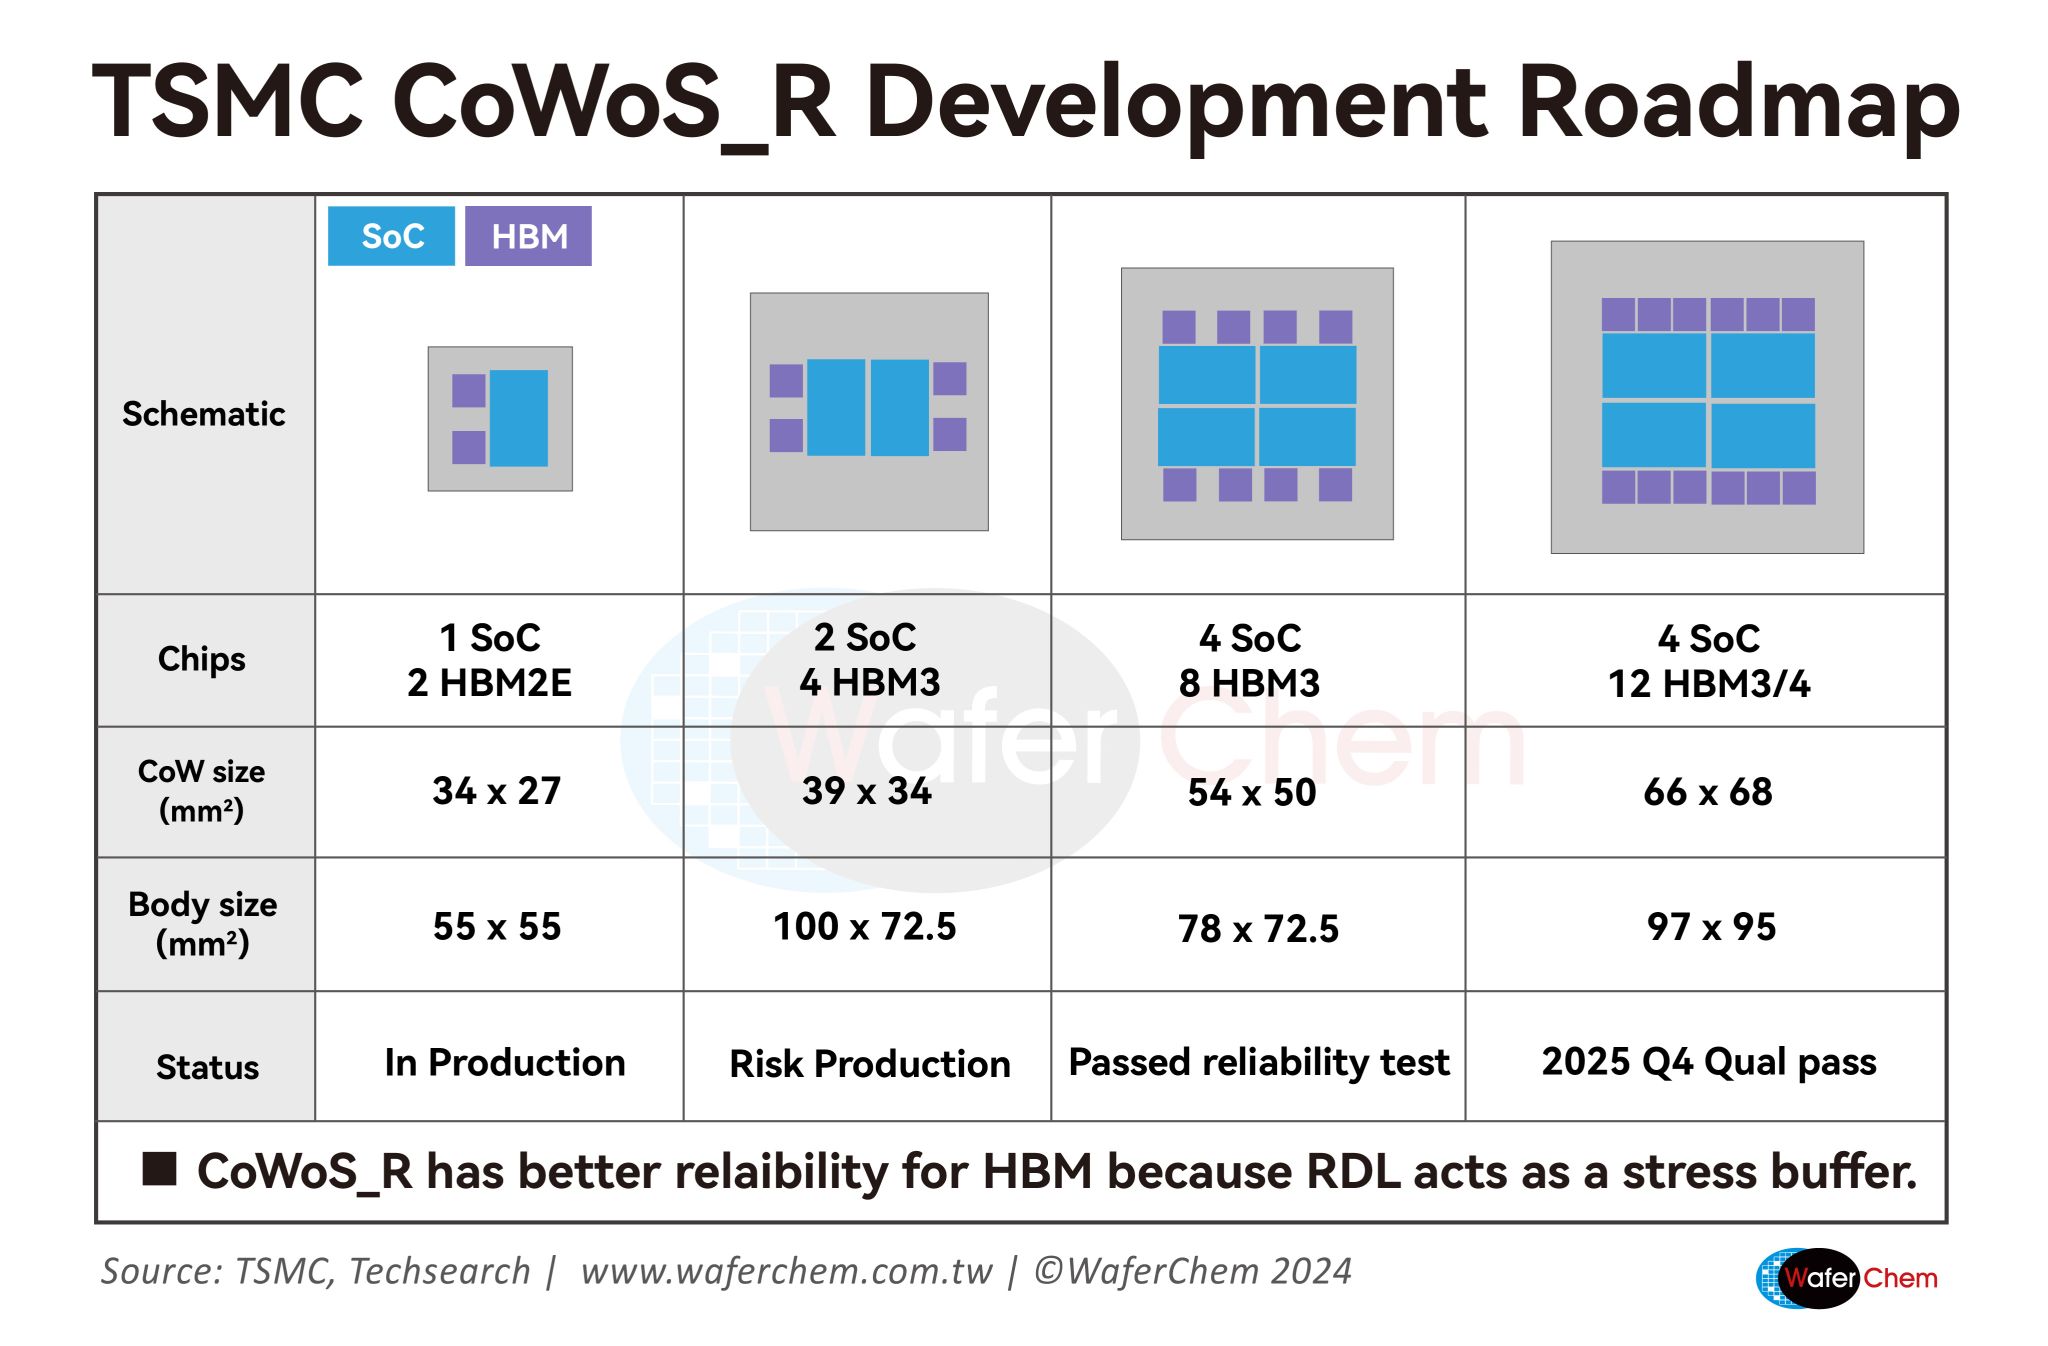 TSMC CoWoS_R Development Roadmap
SoC HBM
Schematic
Chips
1 SoC
2 HBM2E
2 SoC
4 HBM3
4 SoC
8 HBM3
4 SoC
12 HBM3/4
CoW size
(mm²)
34 x 27
39 x 34
54 x 50
66 x 68
Body size
(mm²)
55 x 55
100 x 72.5
78 x 72.5
97 x 95
Status
In Production
Risk Production
Passed reliability test
2025 Q4 Qual pass
Wafer Chem
■ CoWoS_R has better relaibility for HBM because RDL acts as a stress buffer.
Source: TSMC, Techsearch | www.waferchem.com.tw | ©WaferChem 2024
Wafer Chem